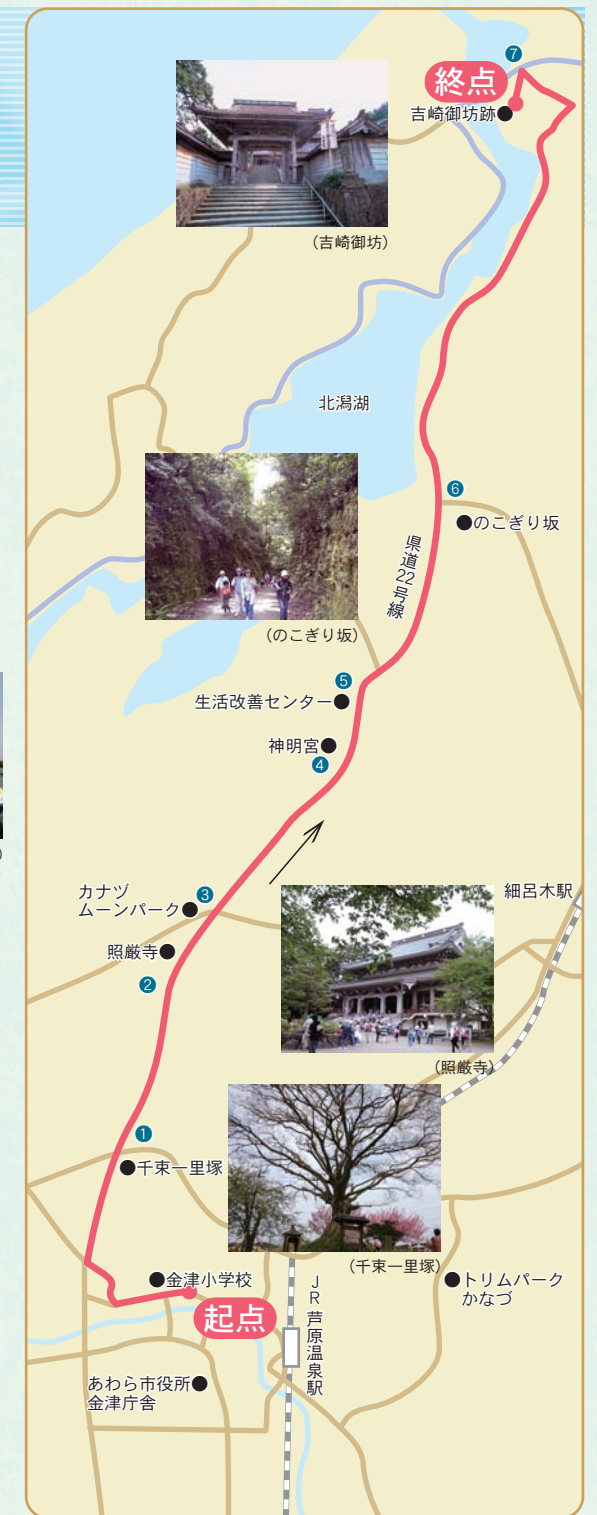 7
終点
吉崎御坊跡
(吉崎御坊)
北潟湖
6
のこぎり坂
県道22号線
(のこぎり坂)
5
生活改善センター
神明宮
4
3
カナヅ
ムーンパーク
細呂木駅
照厳寺
2
(照厳寺)
1
千束一里塚
(千束一里塚)
金津小学校
起点
JR芦原温泉駅
トリムパーク
かなづ
あわら市役所
金津庁舎
)